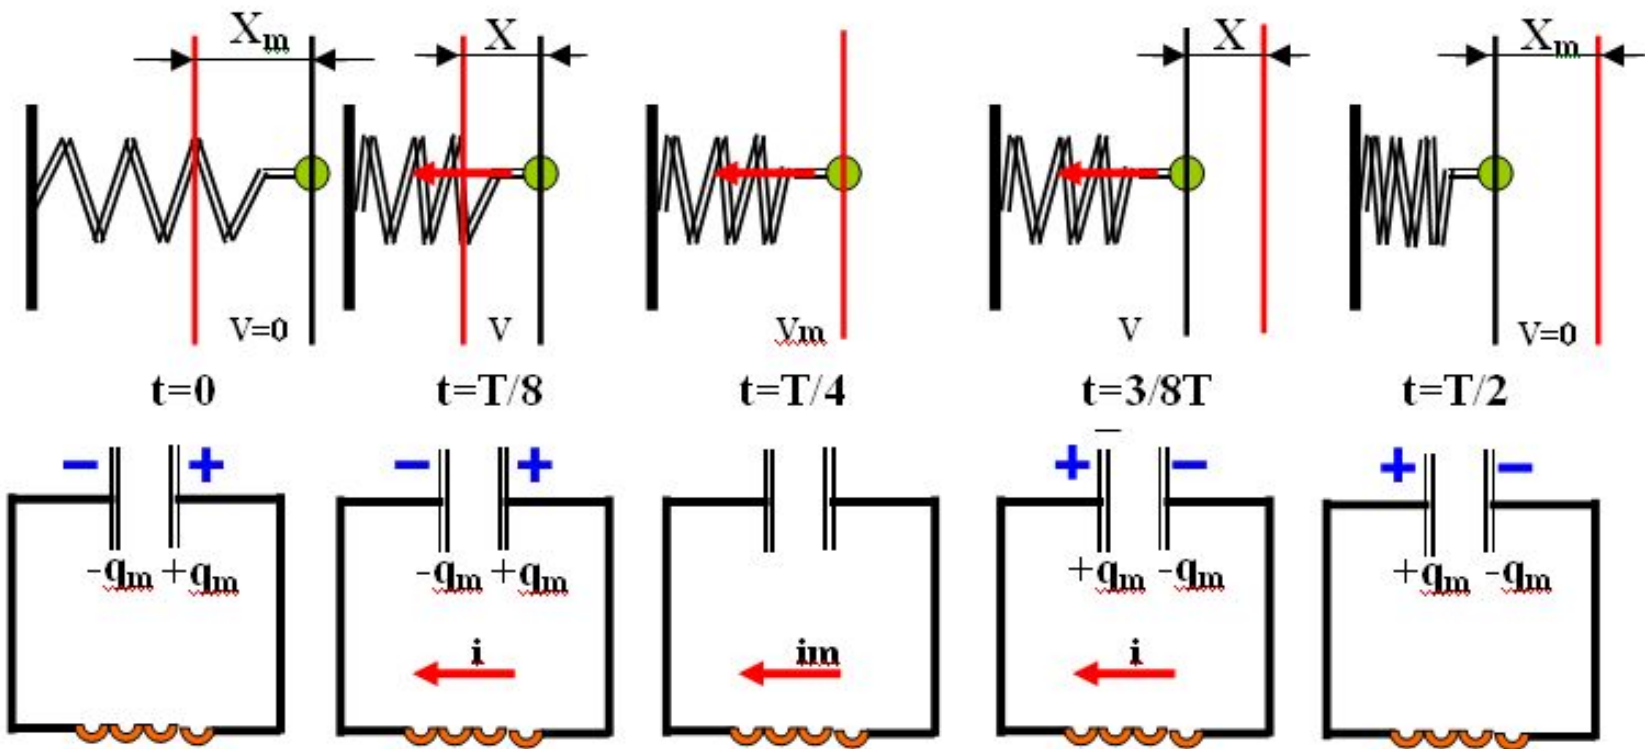 Xm X X Xm
V=0 V Vm V V=0
t=0 t=T/8 t=T/4 t=3/8T t=T/2
− + − + + − + −
-qm +qm -qm +qm +qm -qm +qm -qm
i im i